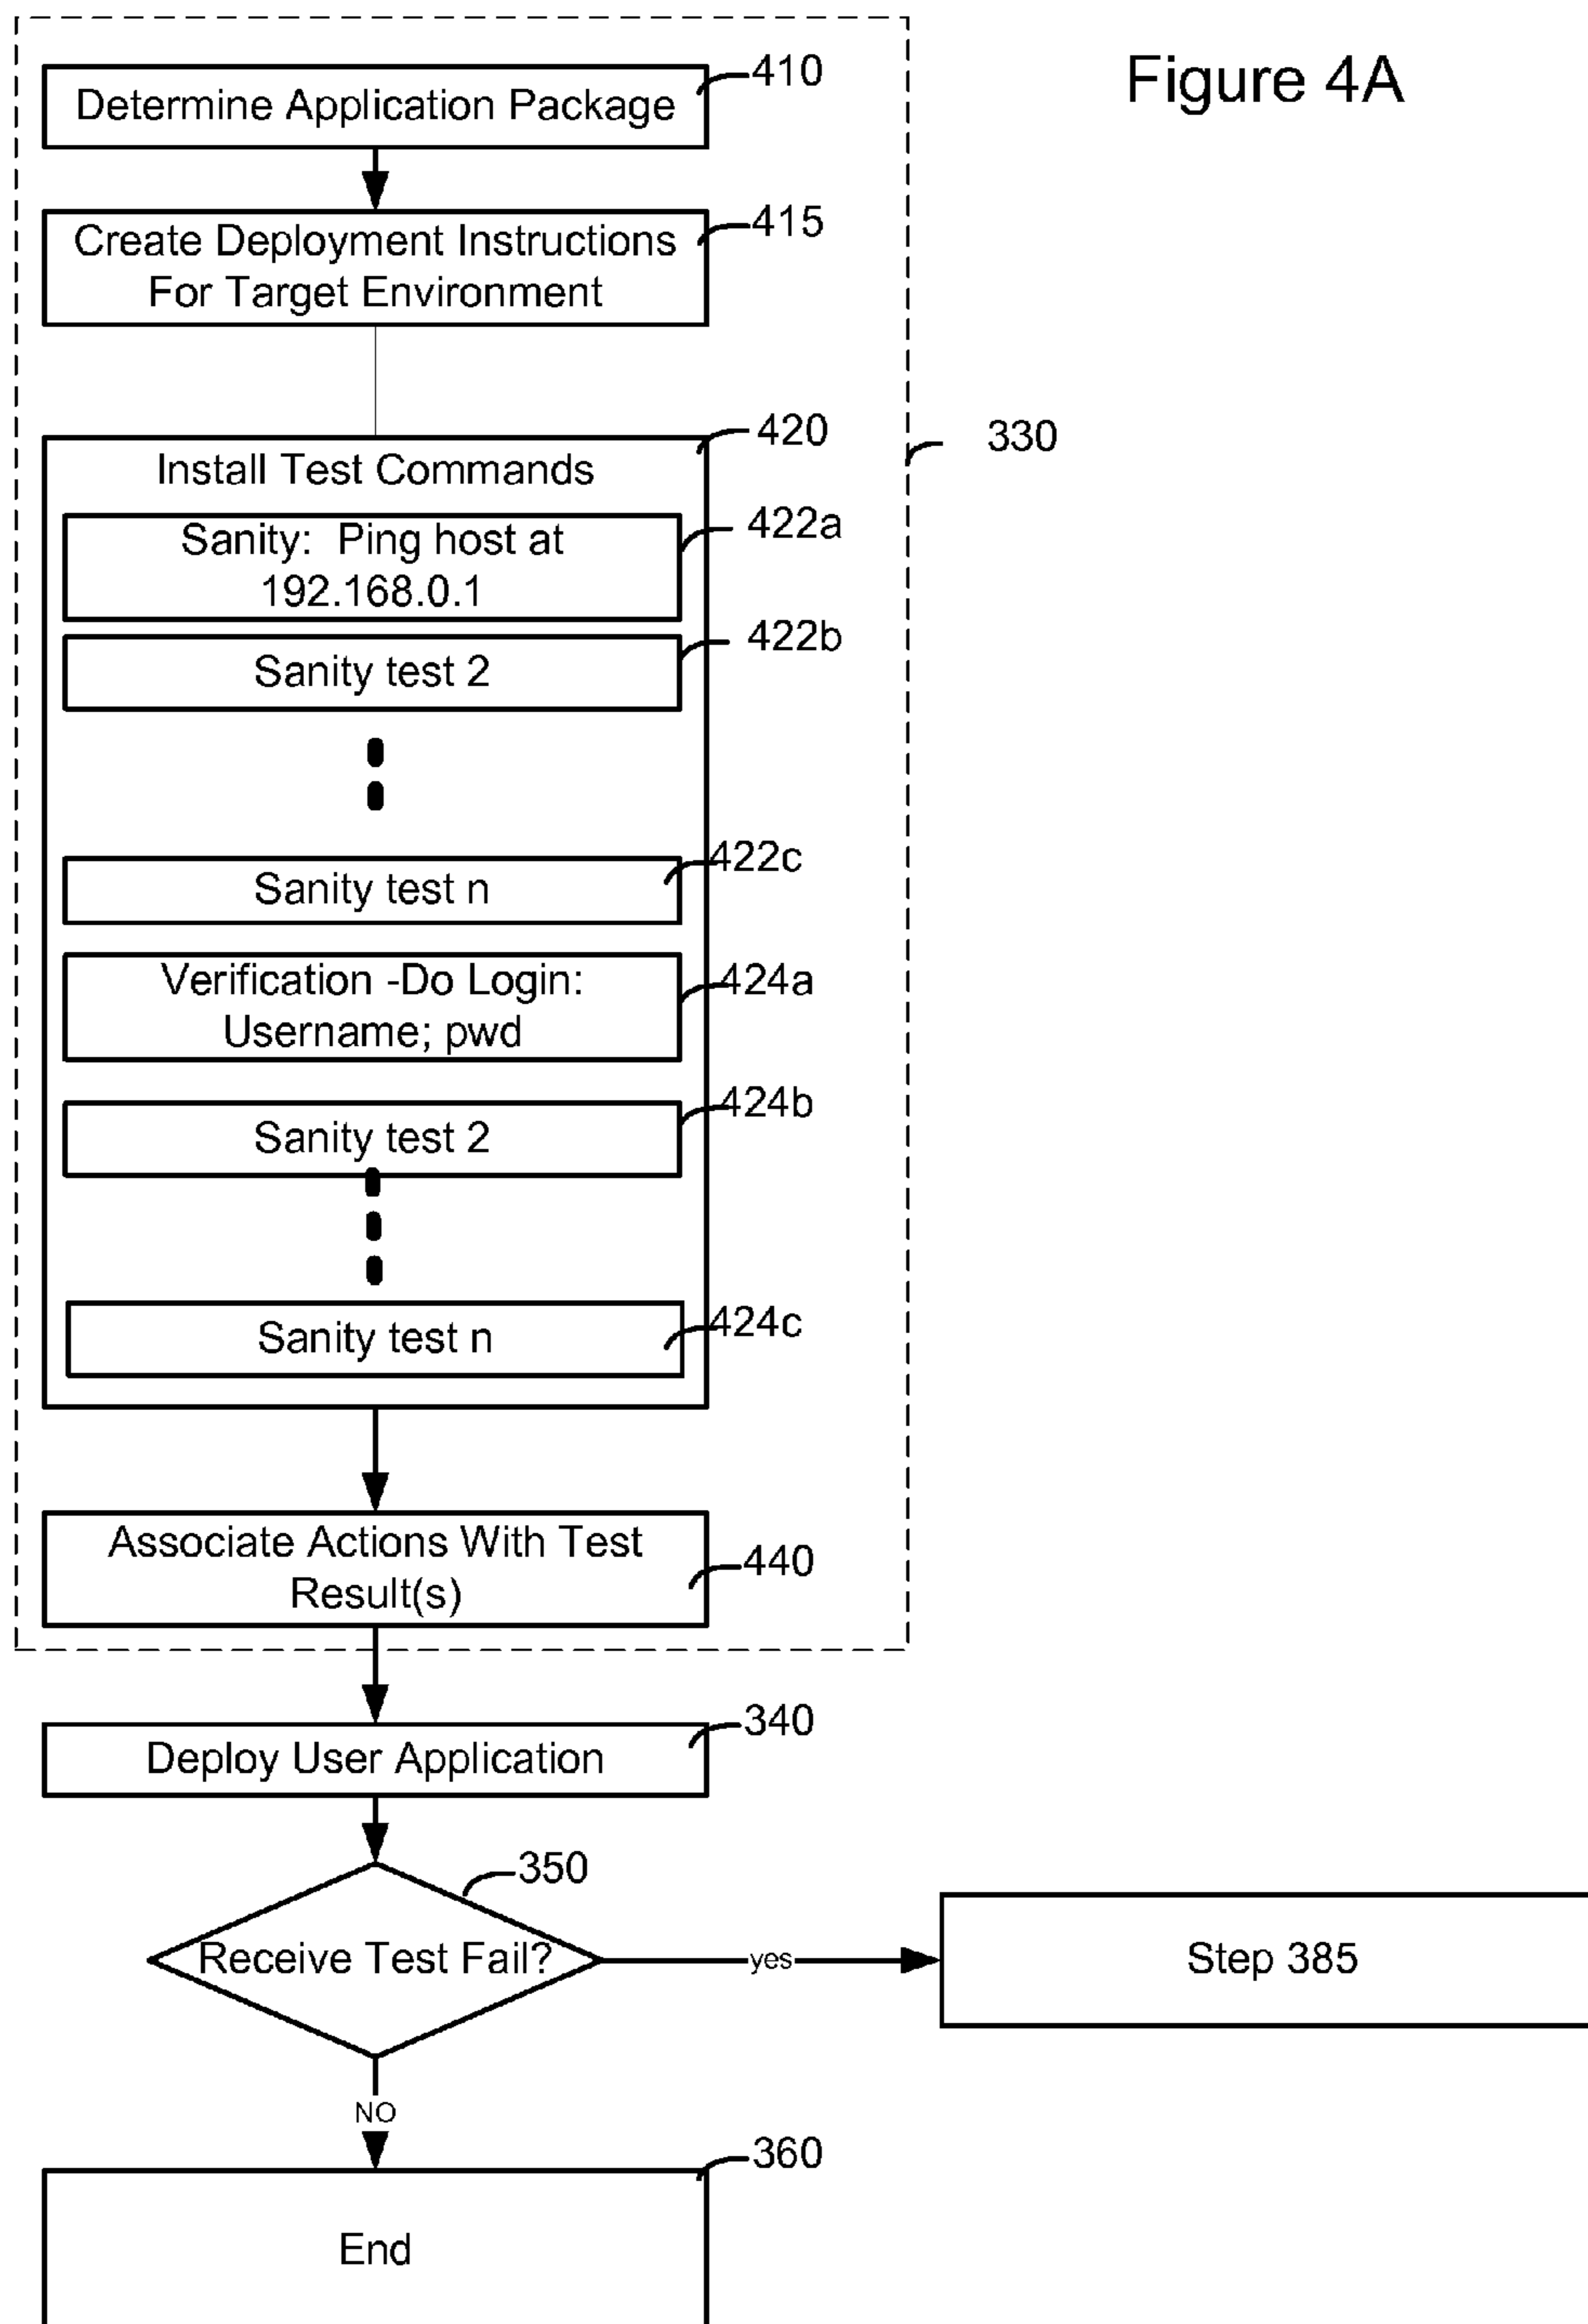 Figure 4A
410
Determine Application Package
415
Create Deployment Instructions
For Target Environment
420
330
Install Test Commands
422a
Sanity: Ping host at
192.168.0.1
422b
Sanity test 2
422c
Sanity test n
424a
Verification -Do Login:
Username; pwd
424b
Sanity test 2
424c
Sanity test n
440
Associate Actions With Test
Result(s)
340
Deploy User Application
350
Receive Test Fail?
yes
Step 385
NO
360
End